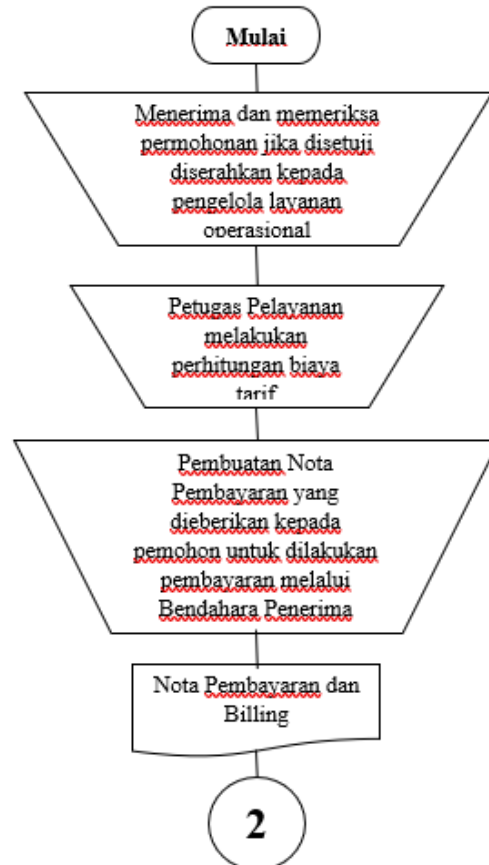 Mulai
Menerima dan memeriksa
permohonan jika disetuji
diserahkan kepada
pengelola layanan
operasional
Petugas Pelayanan
melakukan
perhitungan biaya
tarif
Pembuatan Nota
Pembayaran yang
dieberikan kepada
pemohon untuk dilakukan
pembayaran melalui
Bendahara Penerima
Nota Pembayaran dan
Billing
2